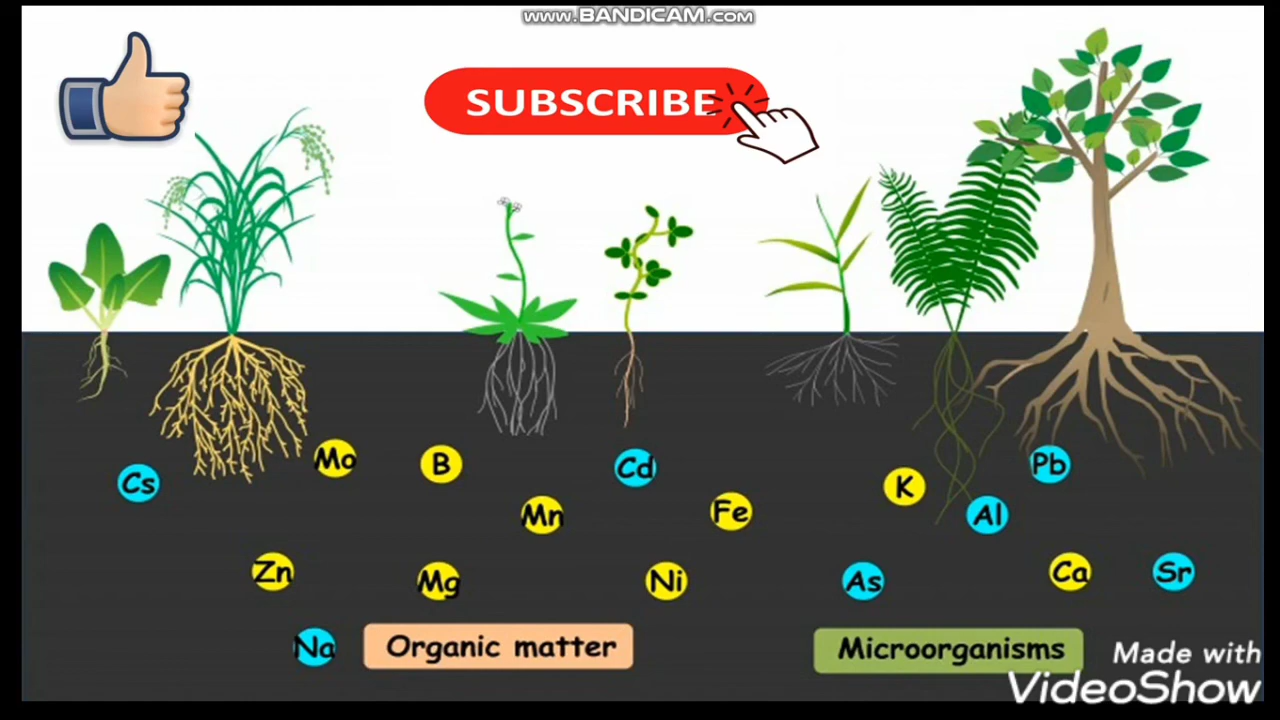 www.BANDICAM.com
SUBSCRIBE
Mo
B
Cd
Pb
Cs
K
Mn
Fe
Al
Zn
Mg
Ni
As
Ca
Sr
Na
Organic matter
Microorganisms
Made with
VideoShow